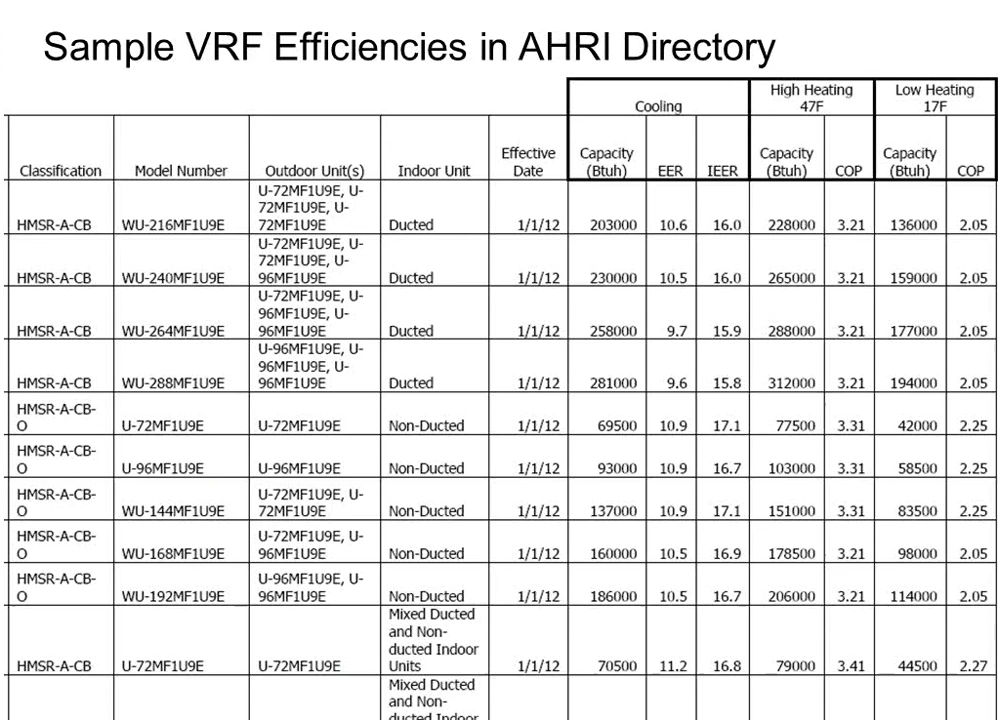 Sample VRF Efficiencies in AHRI Directory
Cooling High Heating 47F Low Heating 17F
Classification Model Number Outdoor Unit(s) Indoor Unit Effective Date Capacity (Btuh) EER IEER Capacity (Btuh) COP Capacity (Btuh) COP
HMSR-A-CB WU-216MF1U9E U-72MF1U9E, U-72MF1U9E, U-72MF1U9E Ducted 1/1/12 203000 10.6 16.0 228000 3.21 136000 2.05
HMSR-A-CB WU-240MF1U9E U-72MF1U9E, U-72MF1U9E, U-96MF1U9E Ducted 1/1/12 230000 10.5 16.0 265000 3.21 159000 2.05
HMSR-A-CB WU-264MF1U9E U-72MF1U9E, U-96MF1U9E, U-96MF1U9E Ducted 1/1/12 258000 9.7 15.9 288000 3.21 177000 2.05
HMSR-A-CB WU-288MF1U9E U-96MF1U9E, U-96MF1U9E, U-96MF1U9E Ducted 1/1/12 281000 9.6 15.8 312000 3.21 194000 2.05
HMSR-A-CB-O U-72MF1U9E U-72MF1U9E Non-Ducted 1/1/12 69500 10.9 17.1 77500 3.31 42000 2.25
HMSR-A-CB-O U-96MF1U9E U-96MF1U9E Non-Ducted 1/1/12 93000 10.9 16.7 103000 3.31 58500 2.25
HMSR-A-CB-O WU-144MF1U9E U-72MF1U9E, U-72MF1U9E Non-Ducted 1/1/12 137000 10.9 17.1 151000 3.31 83500 2.25
HMSR-A-CB-O WU-168MF1U9E U-72MF1U9E, U-96MF1U9E Non-Ducted 1/1/12 160000 10.5 16.9 178500 3.21 98000 2.05
HMSR-A-CB-O WU-192MF1U9E U-96MF1U9E, U-96MF1U9E Non-Ducted 1/1/12 186000 10.5 16.7 206000 3.21 114000 2.05
HMSR-A-CB U-72MF1U9E U-72MF1U9E Mixed Ducted and Non-ducted Indoor Units 1/1/12 70500 11.2 16.8 79000 3.41 44500 2.27
Mixed Ducted and Non-ducted Indoor